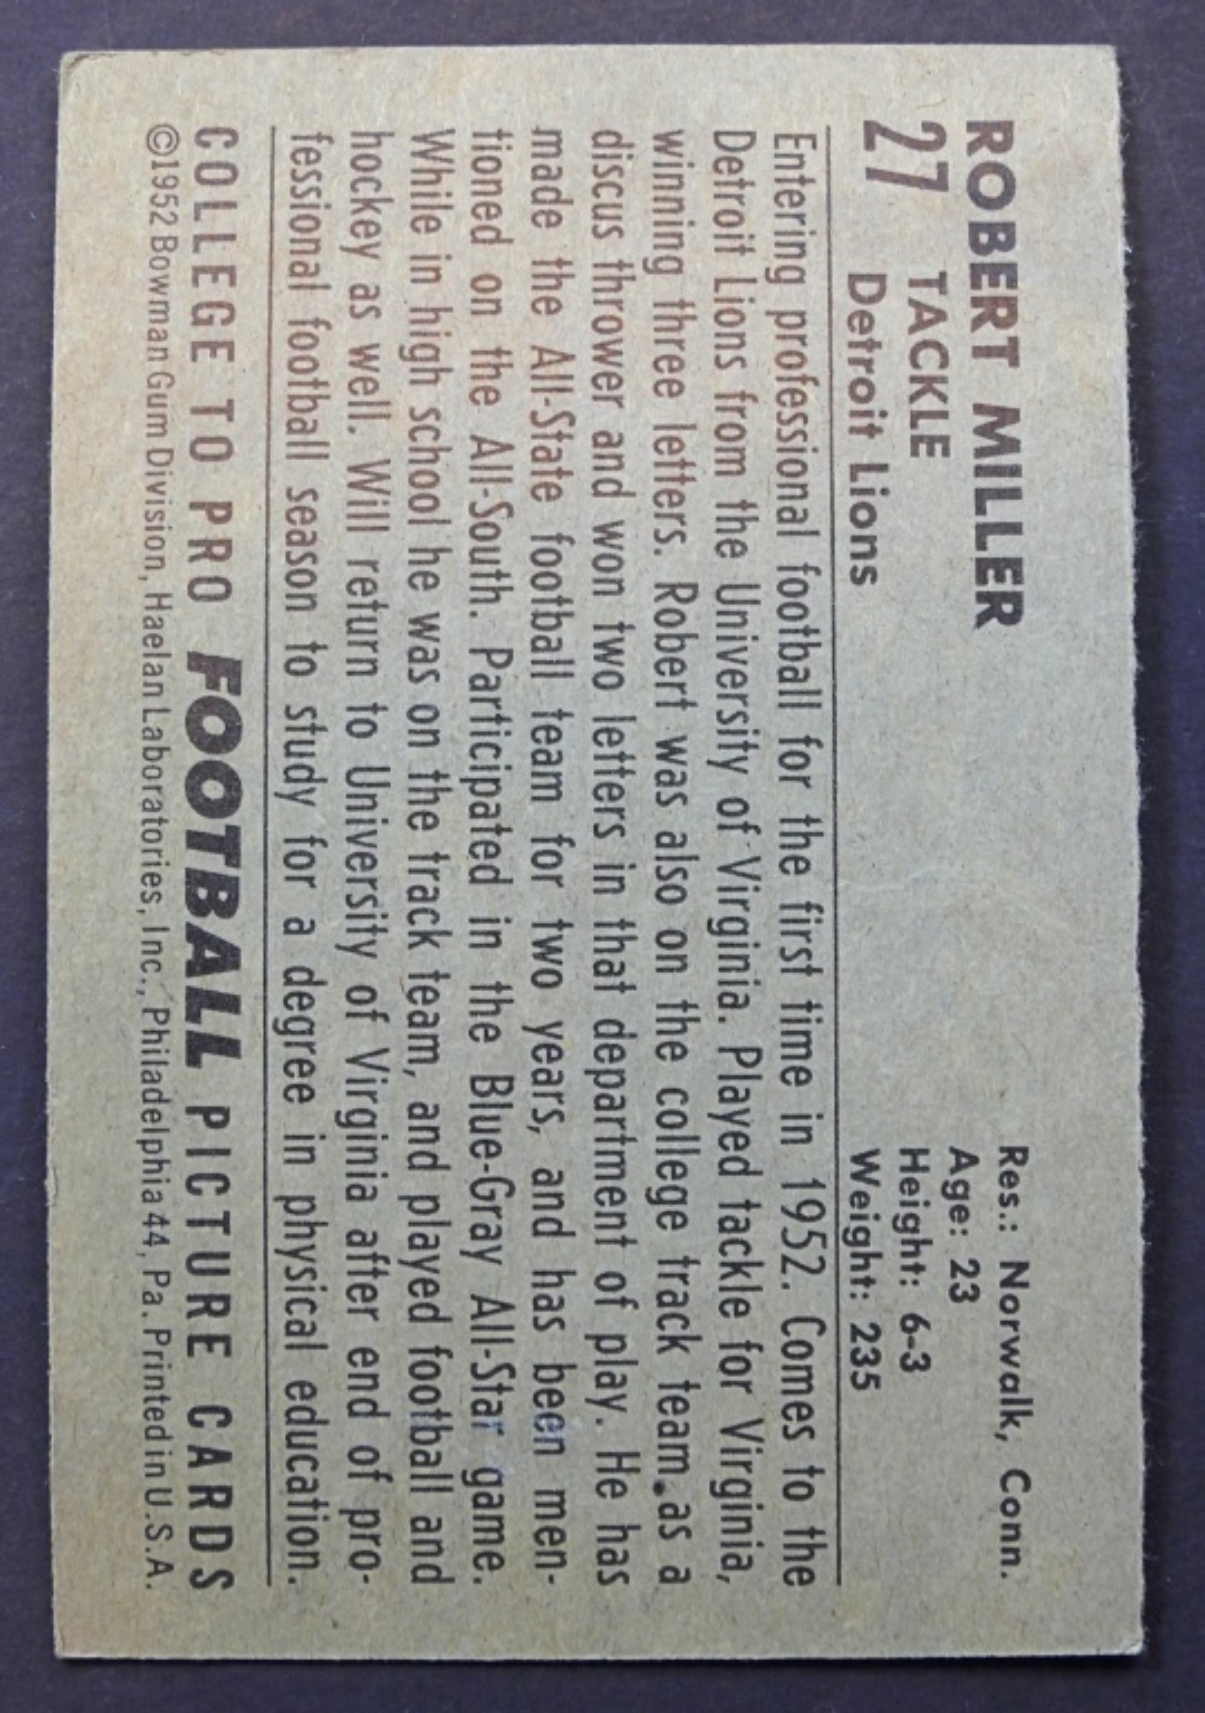 ROBERT MILLER
27 TACKLE
Detroit Lions
Res.: Norwalk, Conn.
Age: 23
Height: 6-3
Weight: 235
Entering professional football for the first time in 1952. Comes to the
Detroit Lions from the University of Virginia. Played tackle for Virginia,
winning three letters. Robert was also on the college track team as a
discus thrower and won two letters in that department of play. He has
made the All-State football team for two years, and has been men-
tioned on the All-South. Participated in the Blue-Gray All-Star game.
While in high school he was on the track team, and played football and
hockey as well. Will return to University of Virginia after end of pro-
fessional football season to study for a degree in physical education.
COLLEGE TO PRO FOOTBALL PICTURE CARDS
©1952 Bowman Gum Division, Haelan Laboratories, Inc., Philadelphia 44, Pa. Printed in U.S.A.